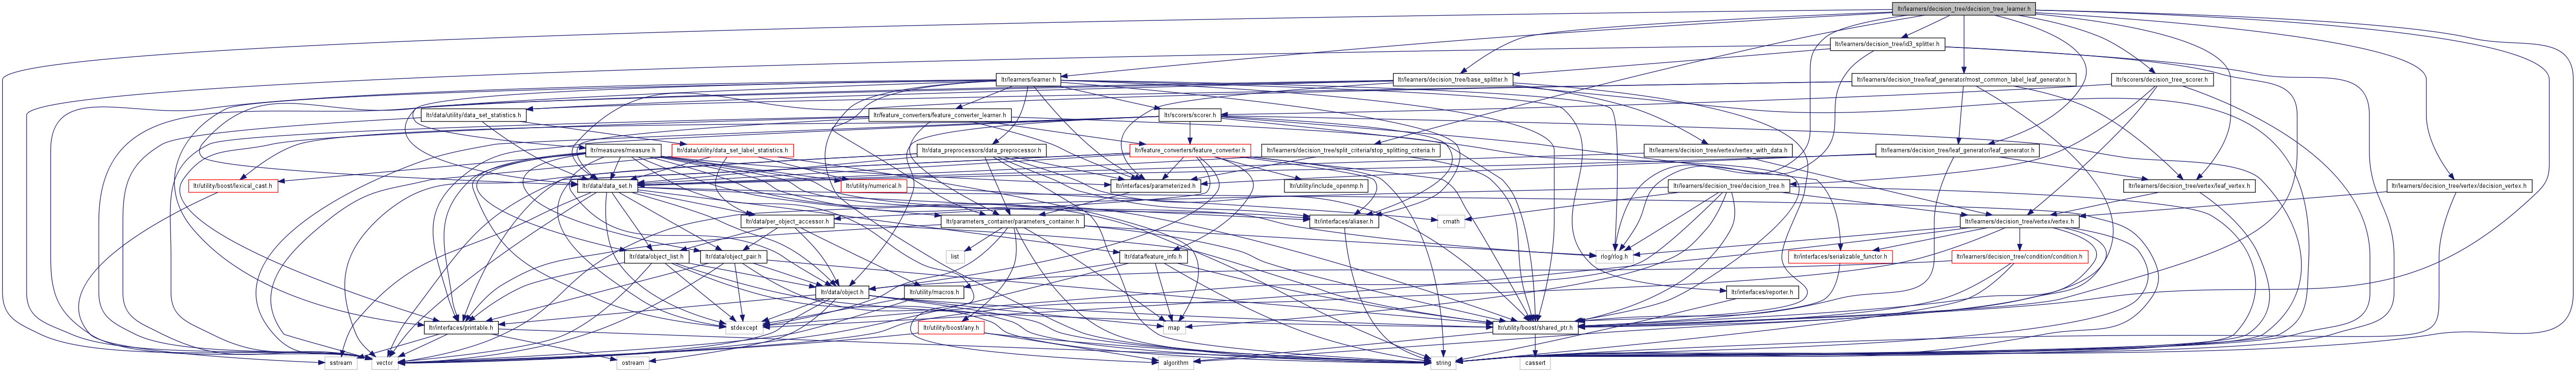 ltr/learners/decision_tree/decision_tree_learner.h
ltr/learners/decision_tree/id3_splitter.h
ltr/learners/learner.h
ltr/learners/decision_tree/base_splitter.h
ltr/learners/decision_tree/leaf_generator/most_common_label_leaf_generator.h
ltr/scorers/decision_tree_scorer.h
ltr/data/utility/data_set_statistics.h
ltr/feature_converters/feature_converter_learner.h
ltr/scorers/scorer.h
ltr/measures/measure.h
ltr/data/utility/data_set_label_statistics.h
ltr/data_preprocessors/data_preprocessor.h
ltr/feature_converters/feature_converter.h
ltr/learners/decision_tree/split_criteria/stop_splitting_criteria.h
ltr/learners/decision_tree/vertex/vertex_with_data.h
ltr/learners/decision_tree/leaf_generator/leaf_generator.h
ltr/utility/boost/lexical_cast.h
ltr/data/data_set.h
ltr/utility/numerical.h
ltr/interfaces/parameterized.h
ltr/utility/include_openmp.h
ltr/learners/decision_tree/decision_tree.h
ltr/learners/decision_tree/vertex/leaf_vertex.h
ltr/learners/decision_tree/vertex/decision_vertex.h
ltr/data/per_object_accessor.h
ltr/parameters_container/parameters_container.h
ltr/interfaces/aliaser.h
cmath
ltr/learners/decision_tree/vertex/vertex.h
ltr/data/object_list.h
ltr/data/object_pair.h
list
ltr/data/feature_info.h
rlog/rlog.h
ltr/interfaces/serializable_functor.h
ltr/learners/decision_tree/condition/condition.h
ltr/data/object.h
ltr/utility/macros.h
ltr/interfaces/reporter.h
ltr/interfaces/printable.h
stdexcept
ltr/utility/boost/any.h
map
ltr/utility/boost/shared_ptr.h
sstream
vector
ostream
algorithm
string
cassert